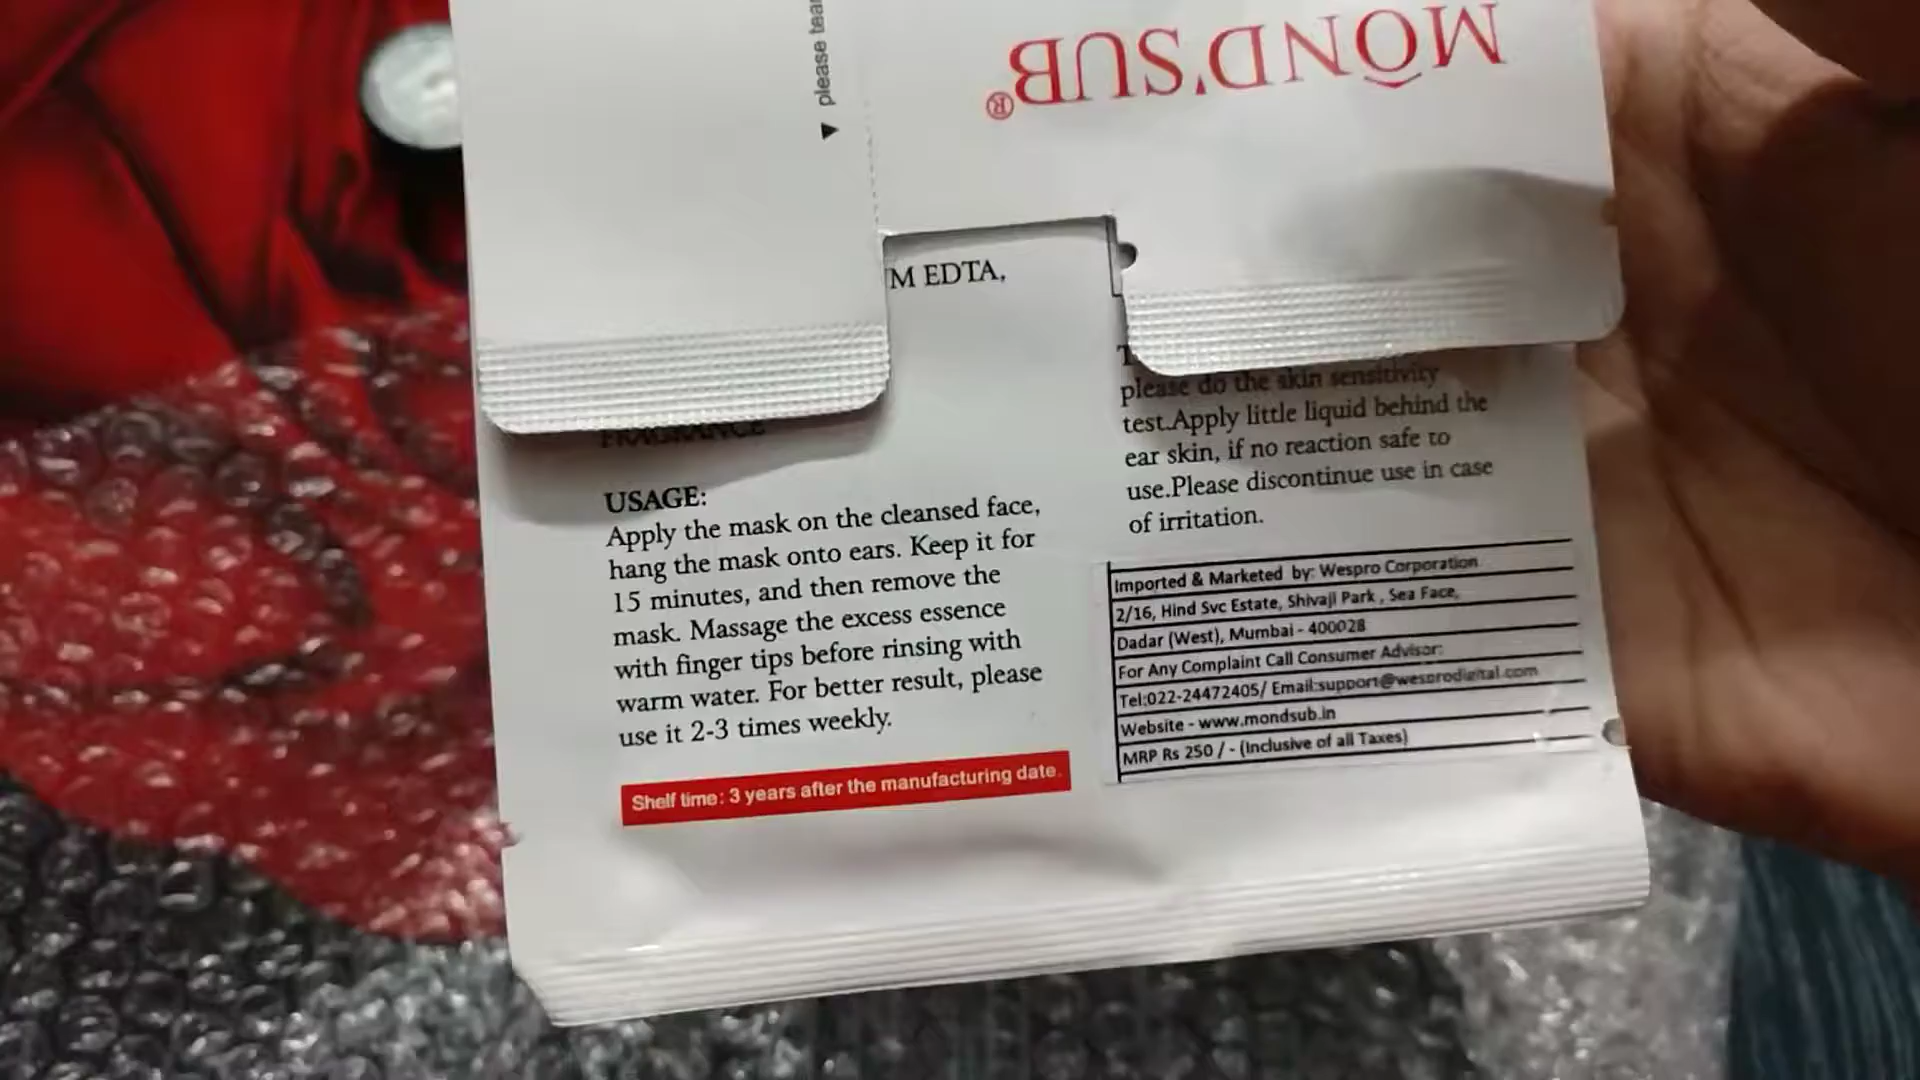 ▼ please tear
MOND'SUB®
M EDTA,
FRAGRANCE
USAGE:
Apply the mask on the cleansed face,
hang the mask onto ears. Keep it for
15 minutes, and then remove the
mask. Massage the excess essence
with finger tips before rinsing with
warm water. For better result, please
use it 2-3 times weekly.
Shelf time: 3 years after the manufacturing date.
please do the skin sensitivity
test.Apply little liquid behind the
ear skin, if no reaction safe to
use.Please discontinue use in case
of irritation.
Imported & Marketed by: Wespro Corporation
2/16, Hind Svc Estate, Shivaji Park , Sea Face,
Dadar (West), Mumbai - 400028
For Any Complaint Call Consumer Advisor:
Tel:022-24472405/ Email:support@wesprodigital.com
Website - www.mondsub.in
MRP Rs 250 / - (Inclusive of all Taxes)